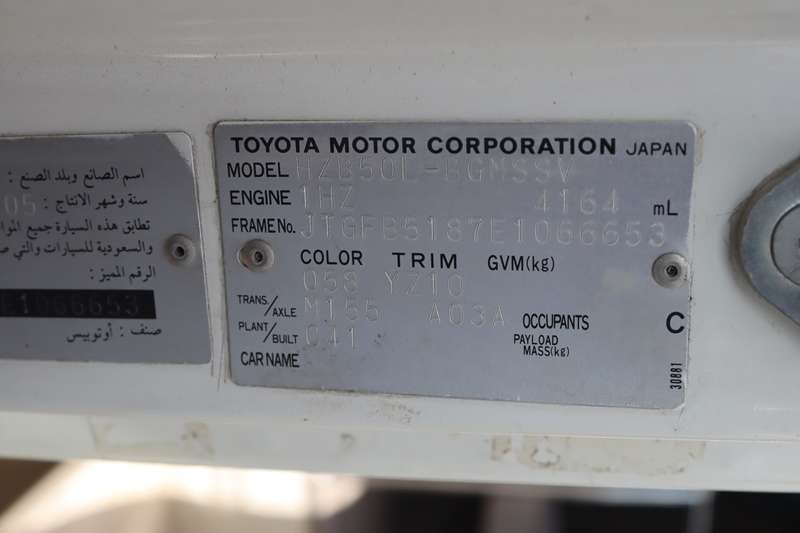 TOYOTA MOTOR CORPORATION JAPAN
MODEL HZB50L-BGMSSV
ENGINE 1HZ 4164 mL
FRAME No. JTGFB5187E1066653
COLOR TRIM GVM(kg)
058 YZ10
TRANS./AXLE M155 A03A OCCUPANTS C
PLANT/BUILT 041 PAYLOAD MASS(kg)
CAR NAME
30881
اسم الصانع وبلد الصنع :
سنة وشهر الانتاج : 05
تطابق هذه السيارة جميع
والسعودية للسيارات والتي
الرقم المميز :
E1066653
صنف : أوتوبيس